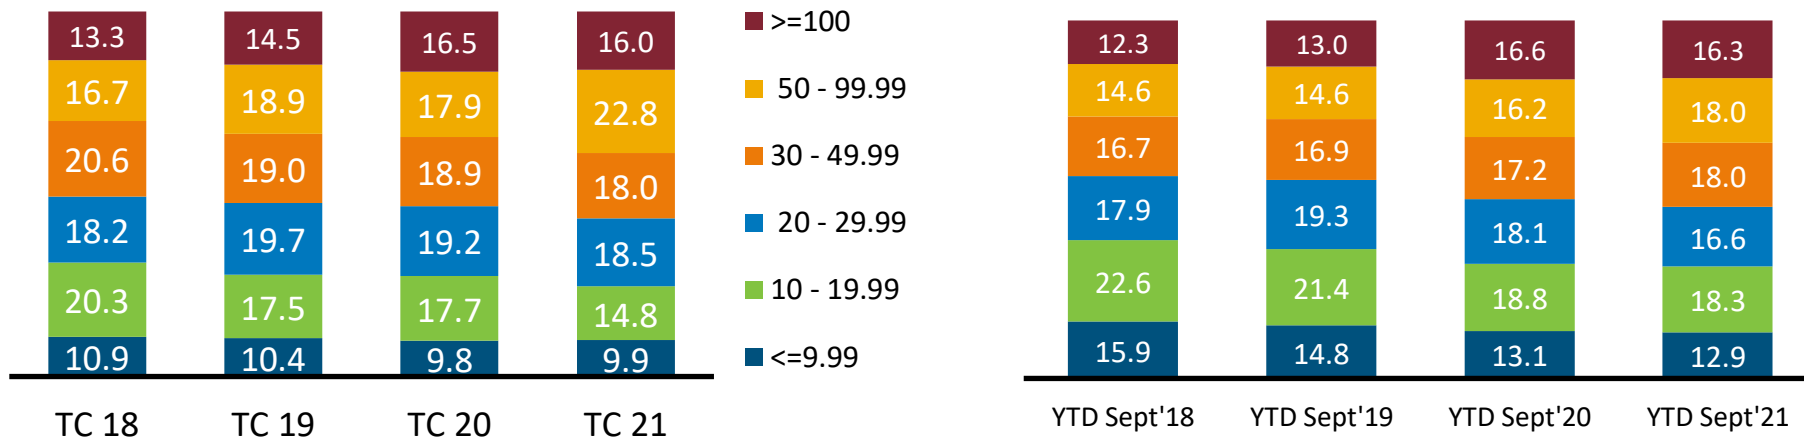 13.3 14.5 16.5 16.0
16.7 18.9 17.9 22.8
20.6 19.0 18.9 18.0
18.2 19.7 19.2 18.5
20.3 17.5 17.7 14.8
10.9 10.4 9.8 9.9
TC 18 TC 19 TC 20 TC 21
>=100
50 - 99.99
30 - 49.99
20 - 29.99
10 - 19.99
<=9.99
12.3 13.0 16.6 16.3
14.6 14.6 16.2 18.0
16.7 16.9 17.2 18.0
17.9 19.3 18.1 16.6
22.6 21.4 18.8 18.3
15.9 14.8 13.1 12.9
YTD Sept'18 YTD Sept'19 YTD Sept'20 YTD Sept'21